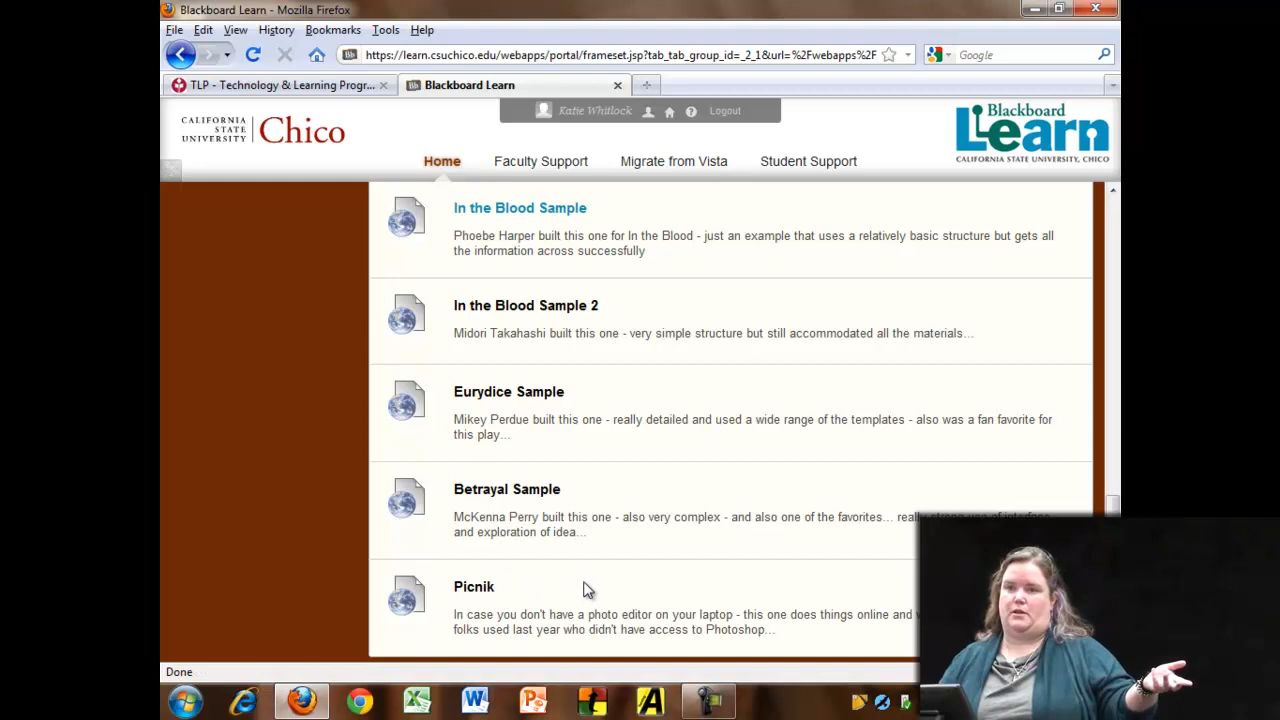 Blackboard Learn - Mozilla Firefox
File Edit View History Bookmarks Tools Help
https://learn.csuchico.edu/webapps/portal/frameset.jsp?tab_tab_group_id=_2_1&url=%2Fwebapps%2F
Google
TLP - Technology & Learning Progr...
Blackboard Learn
Katie Whitlock
Logout
CALIFORNIA STATE UNIVERSITY, Chico
Blackboard
Learn
CALIFORNIA STATE UNIVERSITY, CHICO
Home Faculty Support Migrate from Vista Student Support
In the Blood Sample
Phoebe Harper built this one for In the Blood - just an example that uses a relatively basic structure but gets all
the information across successfully
In the Blood Sample 2
Midori Takahashi built this one - very simple structure but still accommodated all the materials...
Eurydice Sample
Mikey Perdue built this one - really detailed and used a wide range of the templates - also was a fan favorite for
this play...
Betrayal Sample
McKenna Perry built this one - also very complex - and also one of the favorites... really strong use of interface
and exploration of idea...
Picnik
In case you don't have a photo editor on your laptop - this one does things online and
folks used last year who didn't have access to Photoshop...
Done